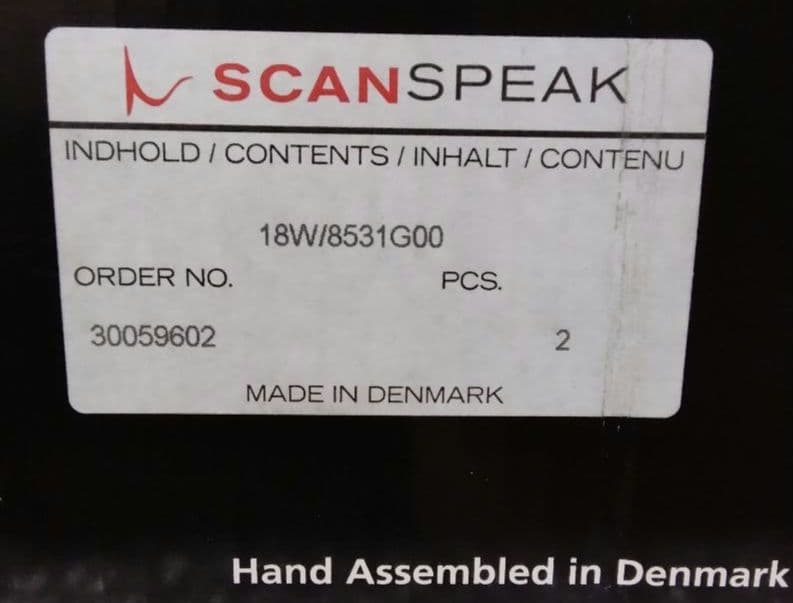 SCANSPEAK
INDHOLD / CONTENTS / INHALT / CONTENU
18W/8531G00
ORDER NO. PCS.
30059602 2
MADE IN DENMARK
Hand Assembled in Denmark